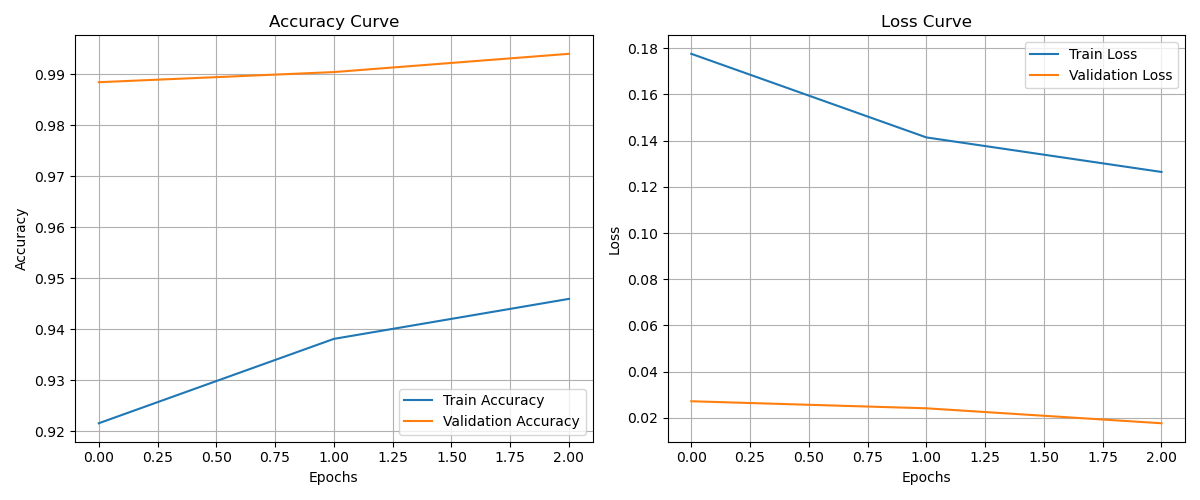 Accuracy Curve
Accuracy
0.99
0.98
0.97
0.96
0.95
0.94
0.93
0.92
Train Accuracy
Validation Accuracy
0.00 0.25 0.50 0.75 1.00 1.25 1.50 1.75 2.00
Epochs
Loss Curve
Loss
0.18
0.16
0.14
0.12
0.10
0.08
0.06
0.04
0.02
Train Loss
Validation Loss
0.00 0.25 0.50 0.75 1.00 1.25 1.50 1.75 2.00
Epochs